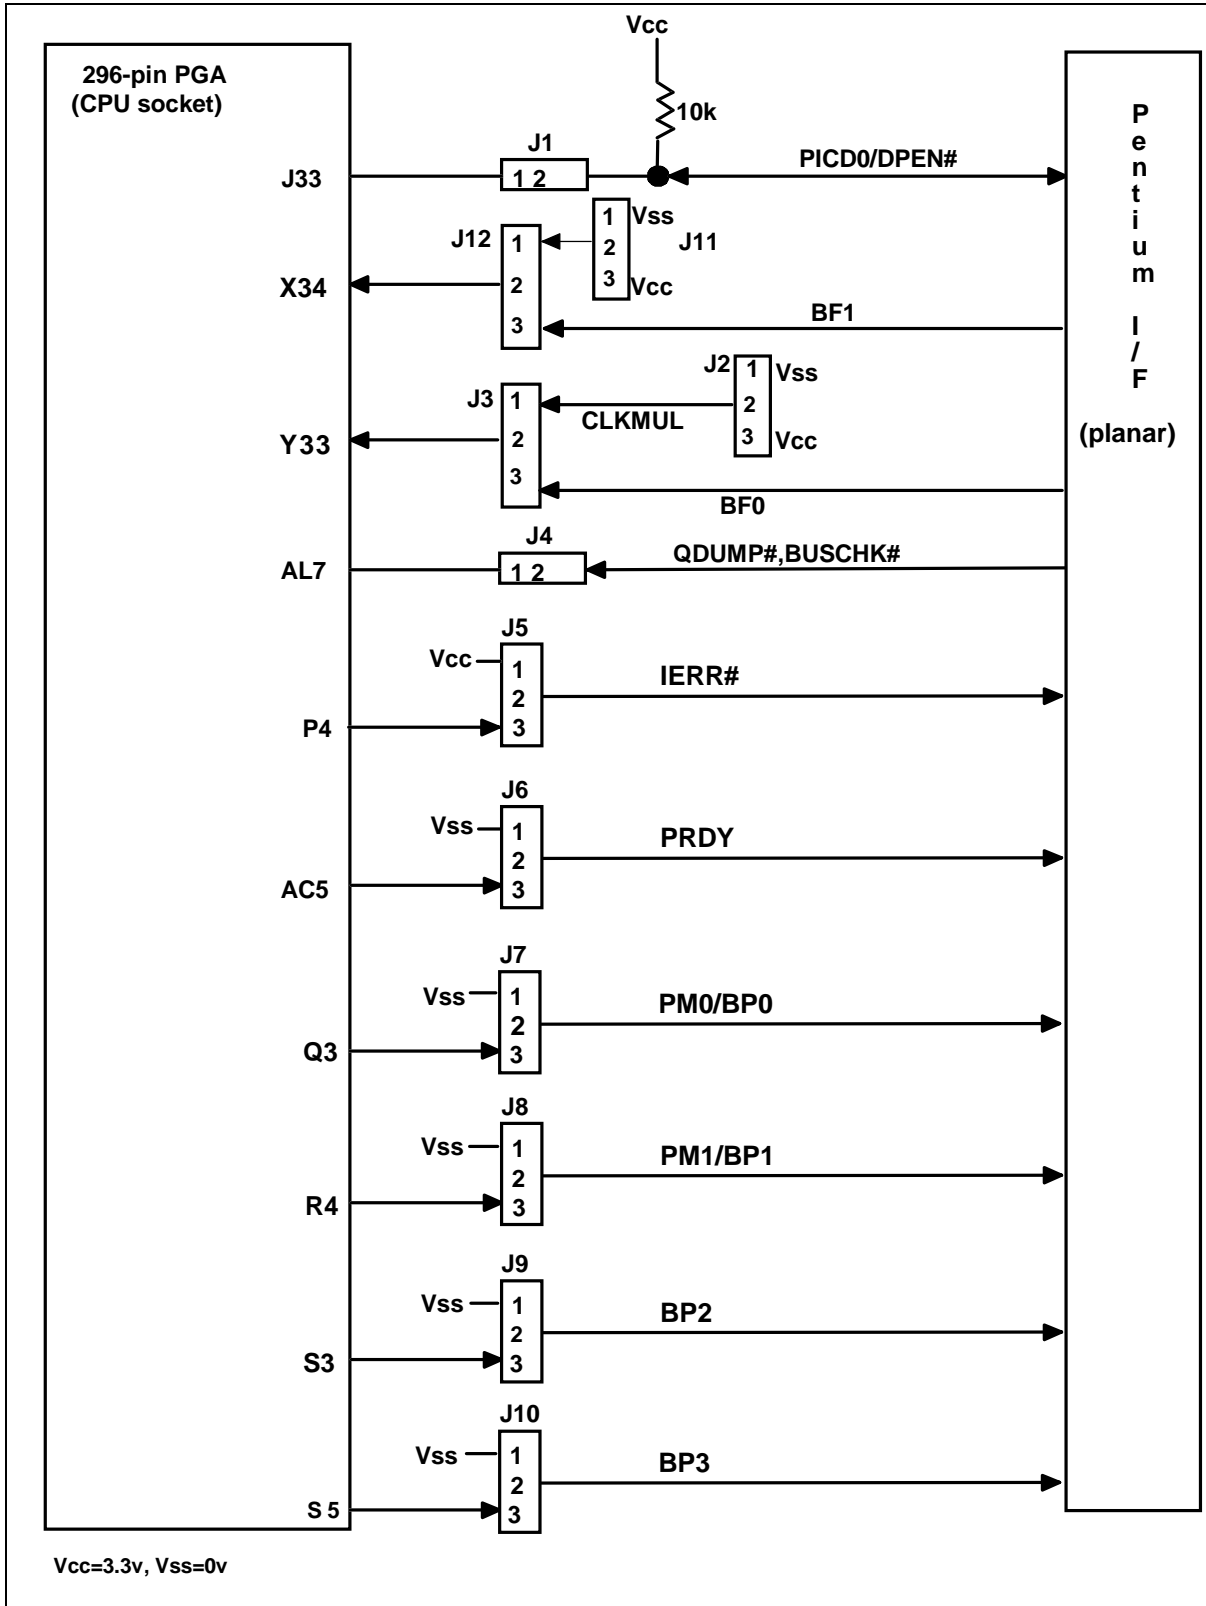 Vcc
296-pin PGA
(CPU socket)
10k
J1
J33
1 2
PICD0/DPEN#
Pentium I/F
(planar)
J12
1
2
3
1
2
3
Vss
Vcc
J11
X34
BF1
J2
1
2
3
Vss
Vcc
J3
1
2
3
CLKMUL
Y33
BF0
J4
AL7
1 2
QDUMP#,BUSCHK#
J5
Vcc
1
2
3
IERR#
P4
J6
Vss
1
2
3
PRDY
AC5
J7
Vss
1
2
3
PM0/BP0
Q3
J8
Vss
1
2
3
PM1/BP1
R4
J9
Vss
1
2
3
BP2
S3
J10
Vss
1
2
3
BP3
S 5
Vcc=3.3v, Vss=0v